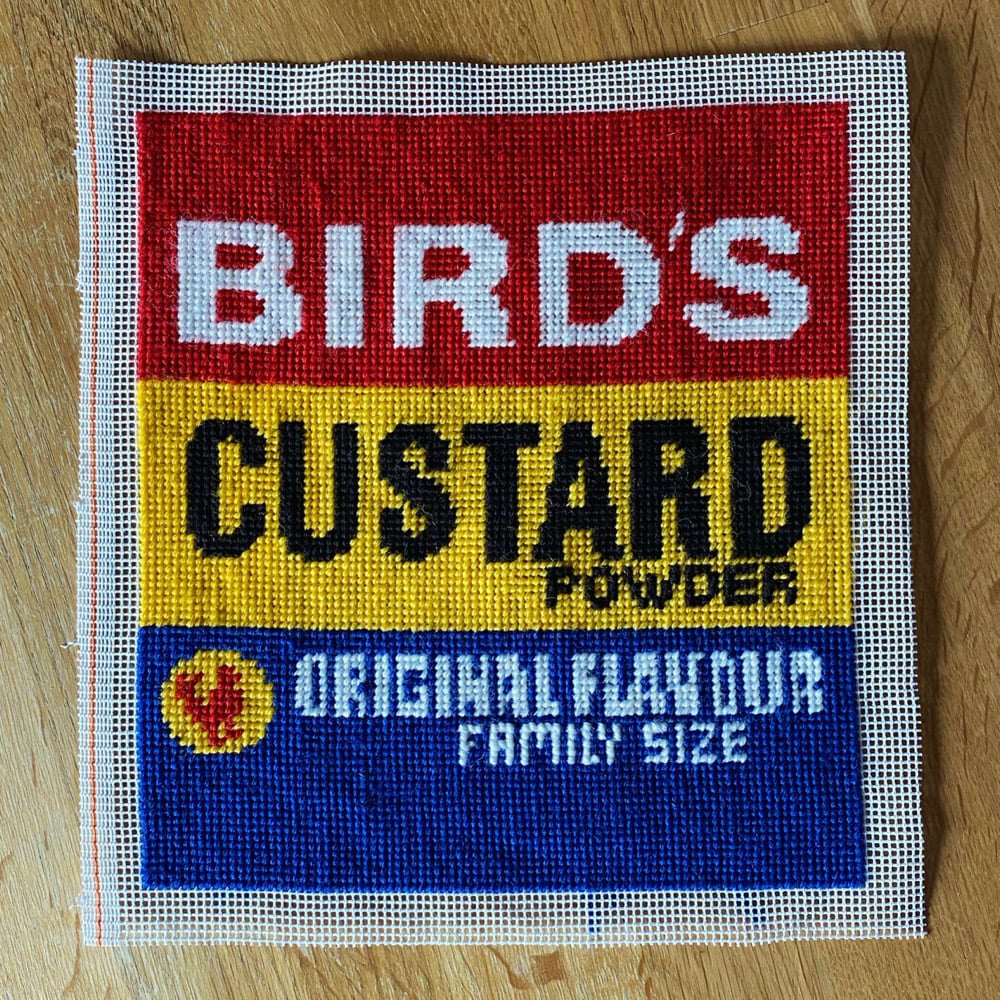 BIRD'S
CUSTARD
POWDER
ORIGINAL FLAVOUR
FAMILY SIZE